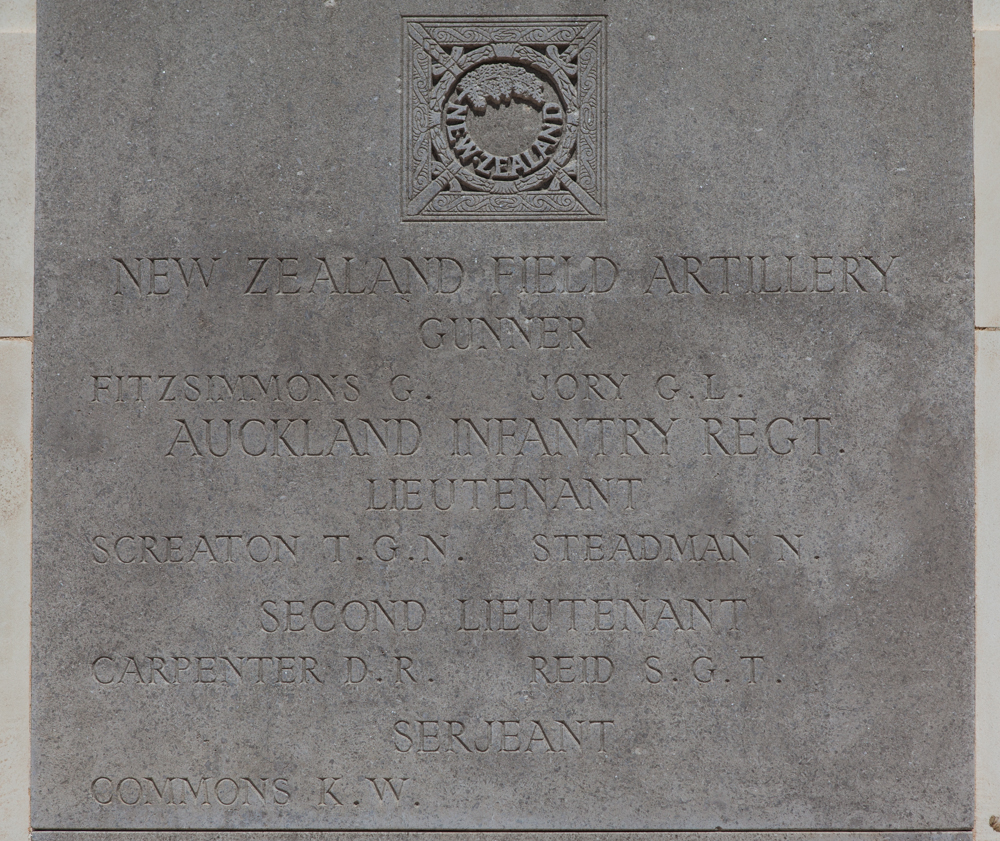 NEW-ZEALAND
NEW ZEALAND FIELD ARTILLERY
GUNNER
FITZSIMMONS G. JORY G.L.
AUCKLAND INFANTRY REGT.
LIEUTENANT
SCREATON T.G.N. STEADMAN N.
SECOND LIEUTENANT
CARPENTER D.R. REID S.G.T.
SERJEANT
COMMONS K.W.